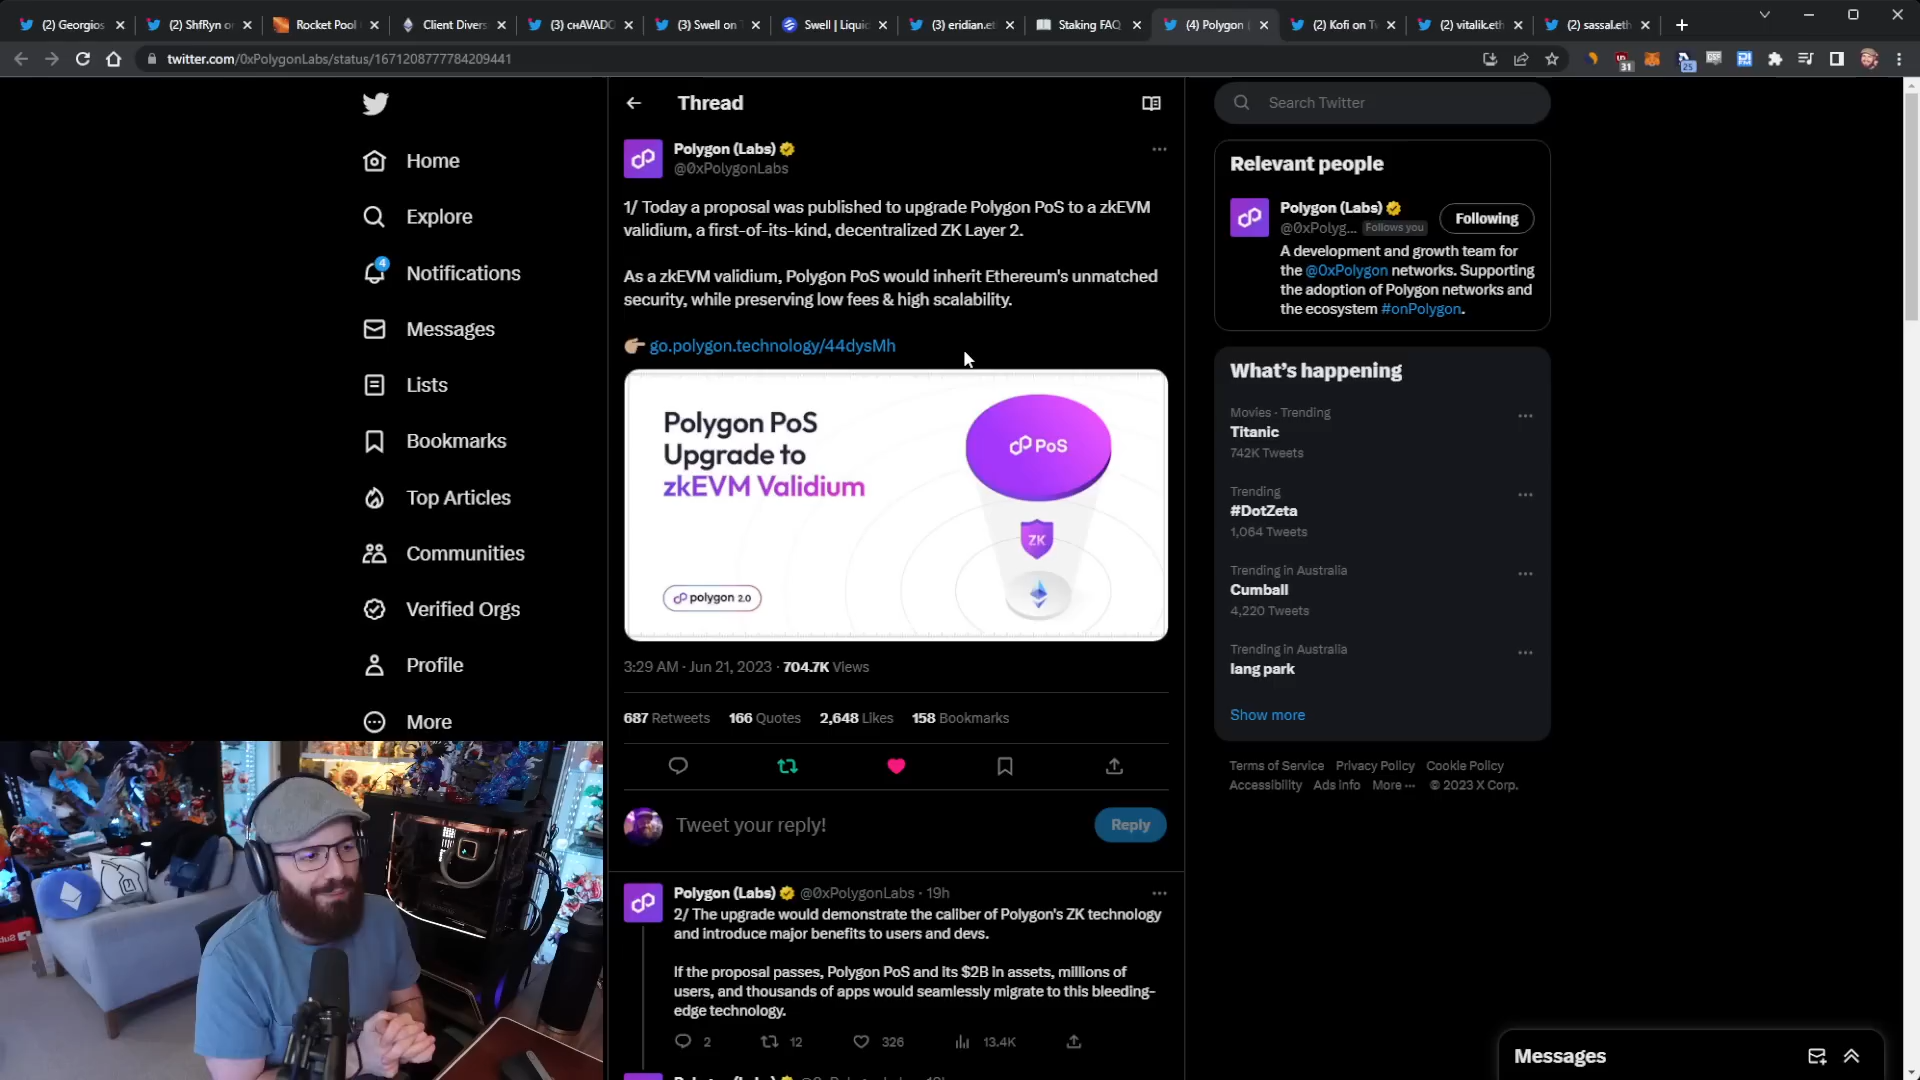 (2) Georgios
(2) ShfRyn or
Rocket Pool
Client Divers
(3) cʜAVADO
(3) Swell on T
Swell | Liquid
(3) eridian.et
Staking FAQ
(4) Polygon (
(2) Kofi on Tw
(2) vitalik.eth
(2) sassal.eth
twitter.com/0xPolygonLabs/status/1671208777784209441
31
25
Home
Explore
4
Notifications
Messages
Lists
Bookmarks
Top Articles
Communities
Verified Orgs
Profile
More
Thread
Polygon (Labs)
@0xPolygonLabs
1/ Today a proposal was published to upgrade Polygon PoS to a zkEVM
validium, a first-of-its-kind, decentralized ZK Layer 2.
As a zkEVM validium, Polygon PoS would inherit Ethereum's unmatched
security, while preserving low fees & high scalability.
go.polygon.technology/44dysMh
Polygon PoS
Upgrade to
zkEVM Validium
PoS
ZK
polygon 2.0
3:29 AM · Jun 21, 2023 · 704.7K Views
687 Retweets 166 Quotes 2,648 Likes 158 Bookmarks
Tweet your reply!
Reply
Polygon (Labs) @0xPolygonLabs · 19h
2/ The upgrade would demonstrate the caliber of Polygon's ZK technology
and introduce major benefits to users and devs.
If the proposal passes, Polygon PoS and its $2B in assets, millions of
users, and thousands of apps would seamlessly migrate to this bleeding-
edge technology.
2 12 326 13.4K
Search Twitter
Relevant people
Polygon (Labs)
@0xPolyg... Follows you
Following
A development and growth team for
the @0xPolygon networks. Supporting
the adoption of Polygon networks and
the ecosystem #onPolygon.
What's happening
Movies · Trending
Titanic
742K Tweets
Trending
#DotZeta
1,064 Tweets
Trending in Australia
Cumball
4,220 Tweets
Trending in Australia
lang park
Show more
Terms of Service Privacy Policy Cookie Policy
Accessibility Ads info More ··· © 2023 X Corp.
Messages